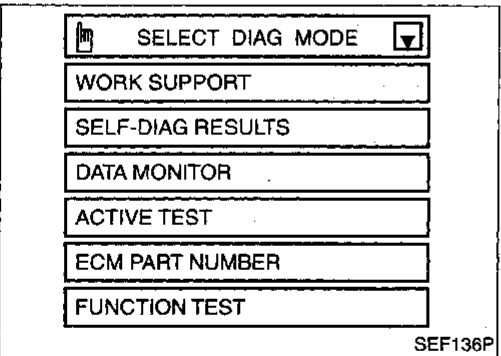 SELECT DIAG MODE
WORK SUPPORT
SELF-DIAG RESULTS
DATA MONITOR
ACTIVE TEST
ECM PART NUMBER
FUNCTION TEST
SEF136P